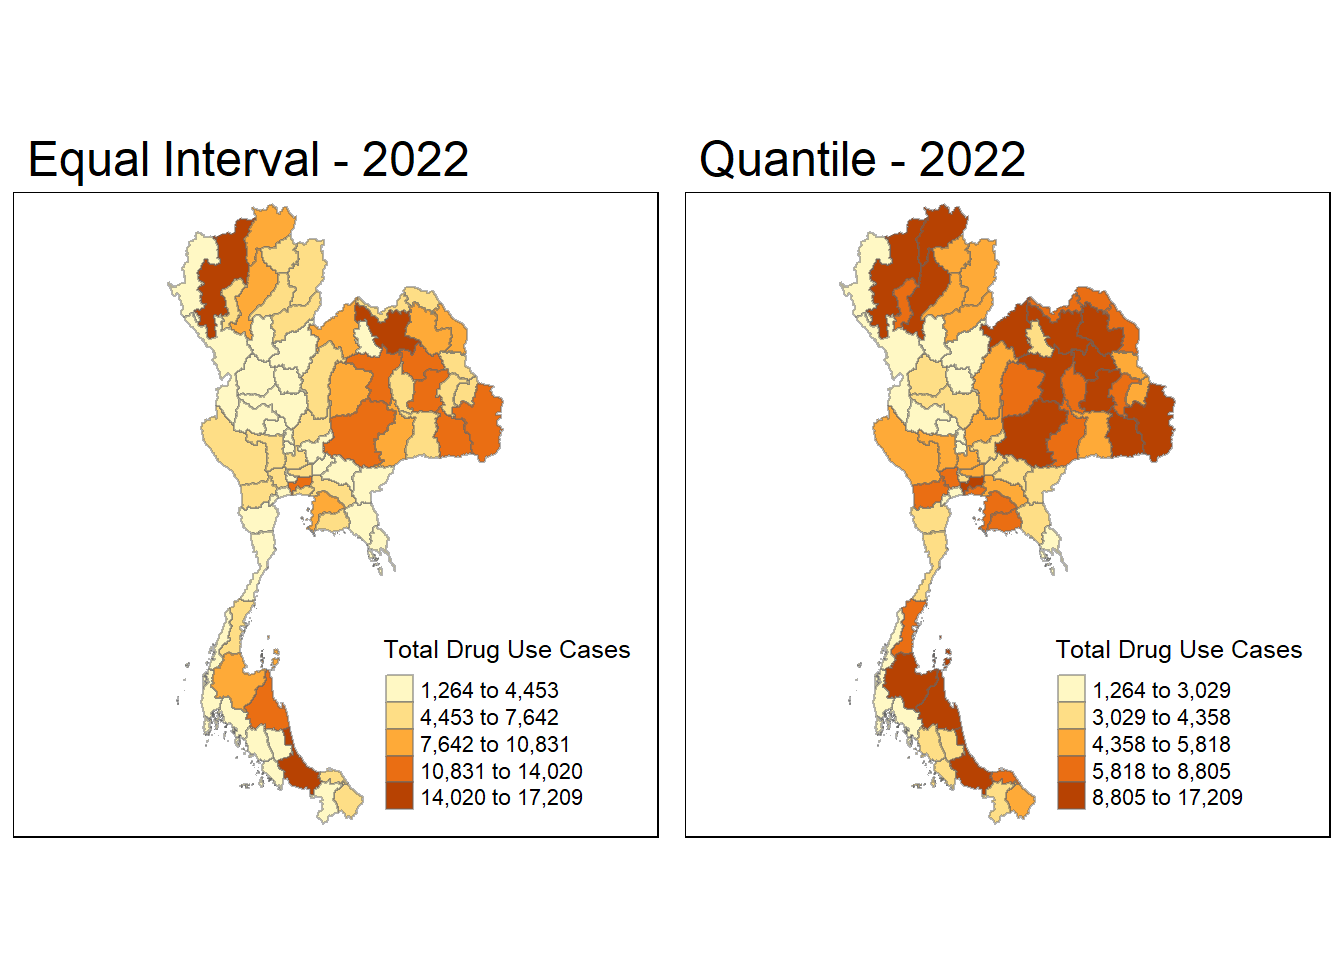 Equal Interval - 2022
Total Drug Use Cases
1,264 to 4,453
4,453 to 7,642
7,642 to 10,831
10,831 to 14,020
14,020 to 17,209
Quantile - 2022
Total Drug Use Cases
1,264 to 3,029
3,029 to 4,358
4,358 to 5,818
5,818 to 8,805
8,805 to 17,209